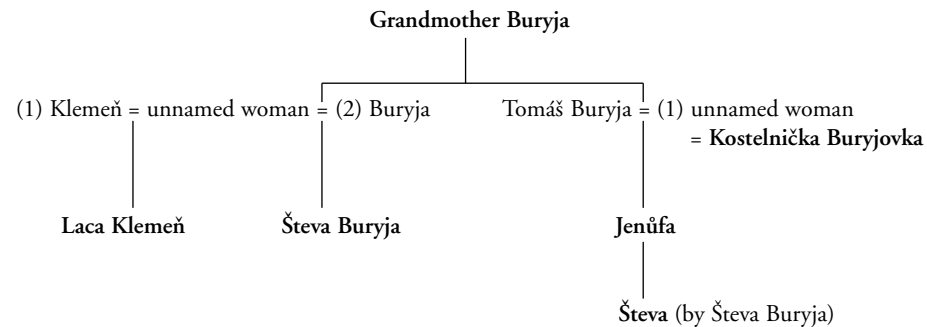 Grandmother Buryja
(1) Klemeň = unnamed woman = (2) Buryja
Tomáš Buryja = (1) unnamed woman
= Kostelnička Buryjovka
Laca Klemeň
Števa Buryja
Jenůfa
Števa (by Števa Buryja)